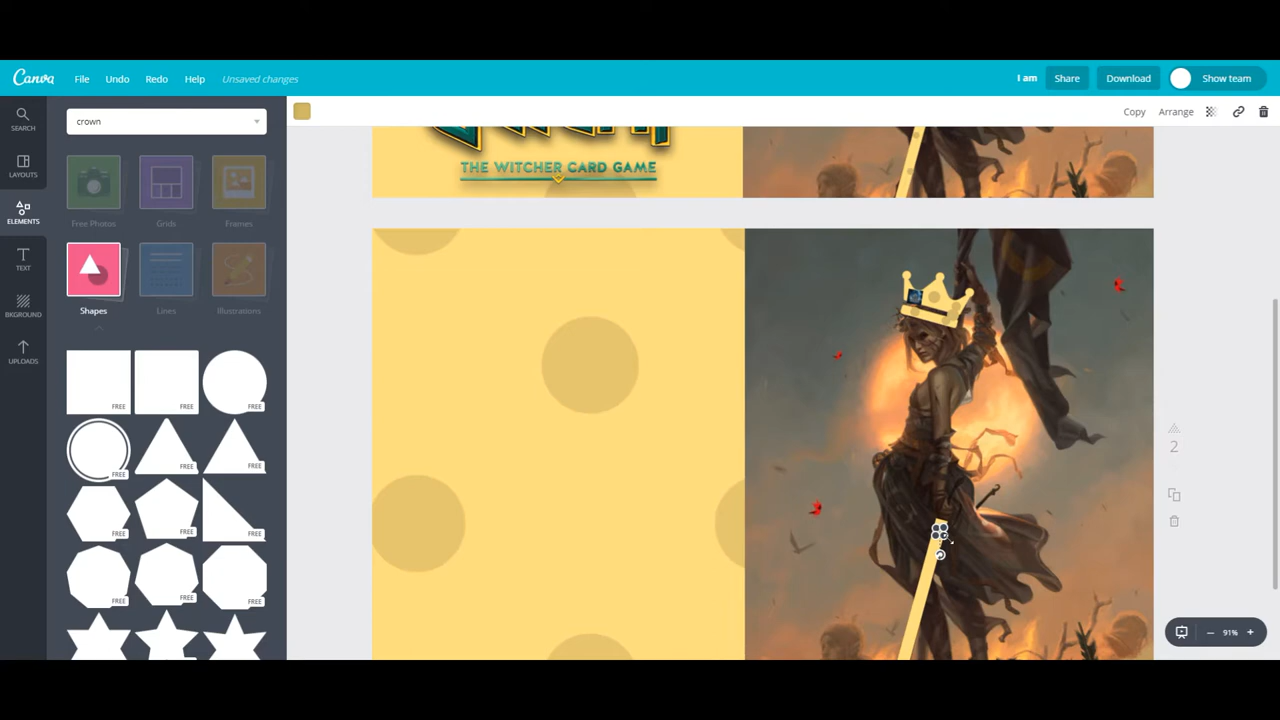 Canva
File
Undo
Redo
Help
Unsaved changes
I am
Share
Download
Show team
SEARCH
LAYOUTS
ELEMENTS
TEXT
BKGROUND
UPLOADS
crown
Free Photos
Grids
Frames
Shapes
Lines
Illustrations
FREE
FREE
FREE
FREE
FREE
FREE
FREE
FREE
FREE
FREE
FREE
FREE
Copy
Arrange
THE WITCHER CARD GAME
2
91%